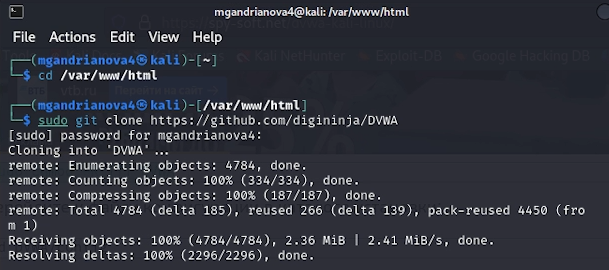 mgandrianova4@kali: /var/www/html
File Actions Edit View Help
┌──(mgandrianova4㉿kali)-[~]
└─$ cd /var/www/html
┌──(mgandrianova4㉿kali)-[/var/www/html]
└─$ sudo git clone https://github.com/digininja/DVWA
[sudo] password for mgandrianova4:
Cloning into 'DVWA'...
remote: Enumerating objects: 4784, done.
remote: Counting objects: 100% (334/334), done.
remote: Compressing objects: 100% (187/187), done.
remote: Total 4784 (delta 185), reused 266 (delta 139), pack-reused 4450 (fro
m 1)
Receiving objects: 100% (4784/4784), 2.36 MiB | 2.41 MiB/s, done.
Resolving deltas: 100% (2296/2296), done.